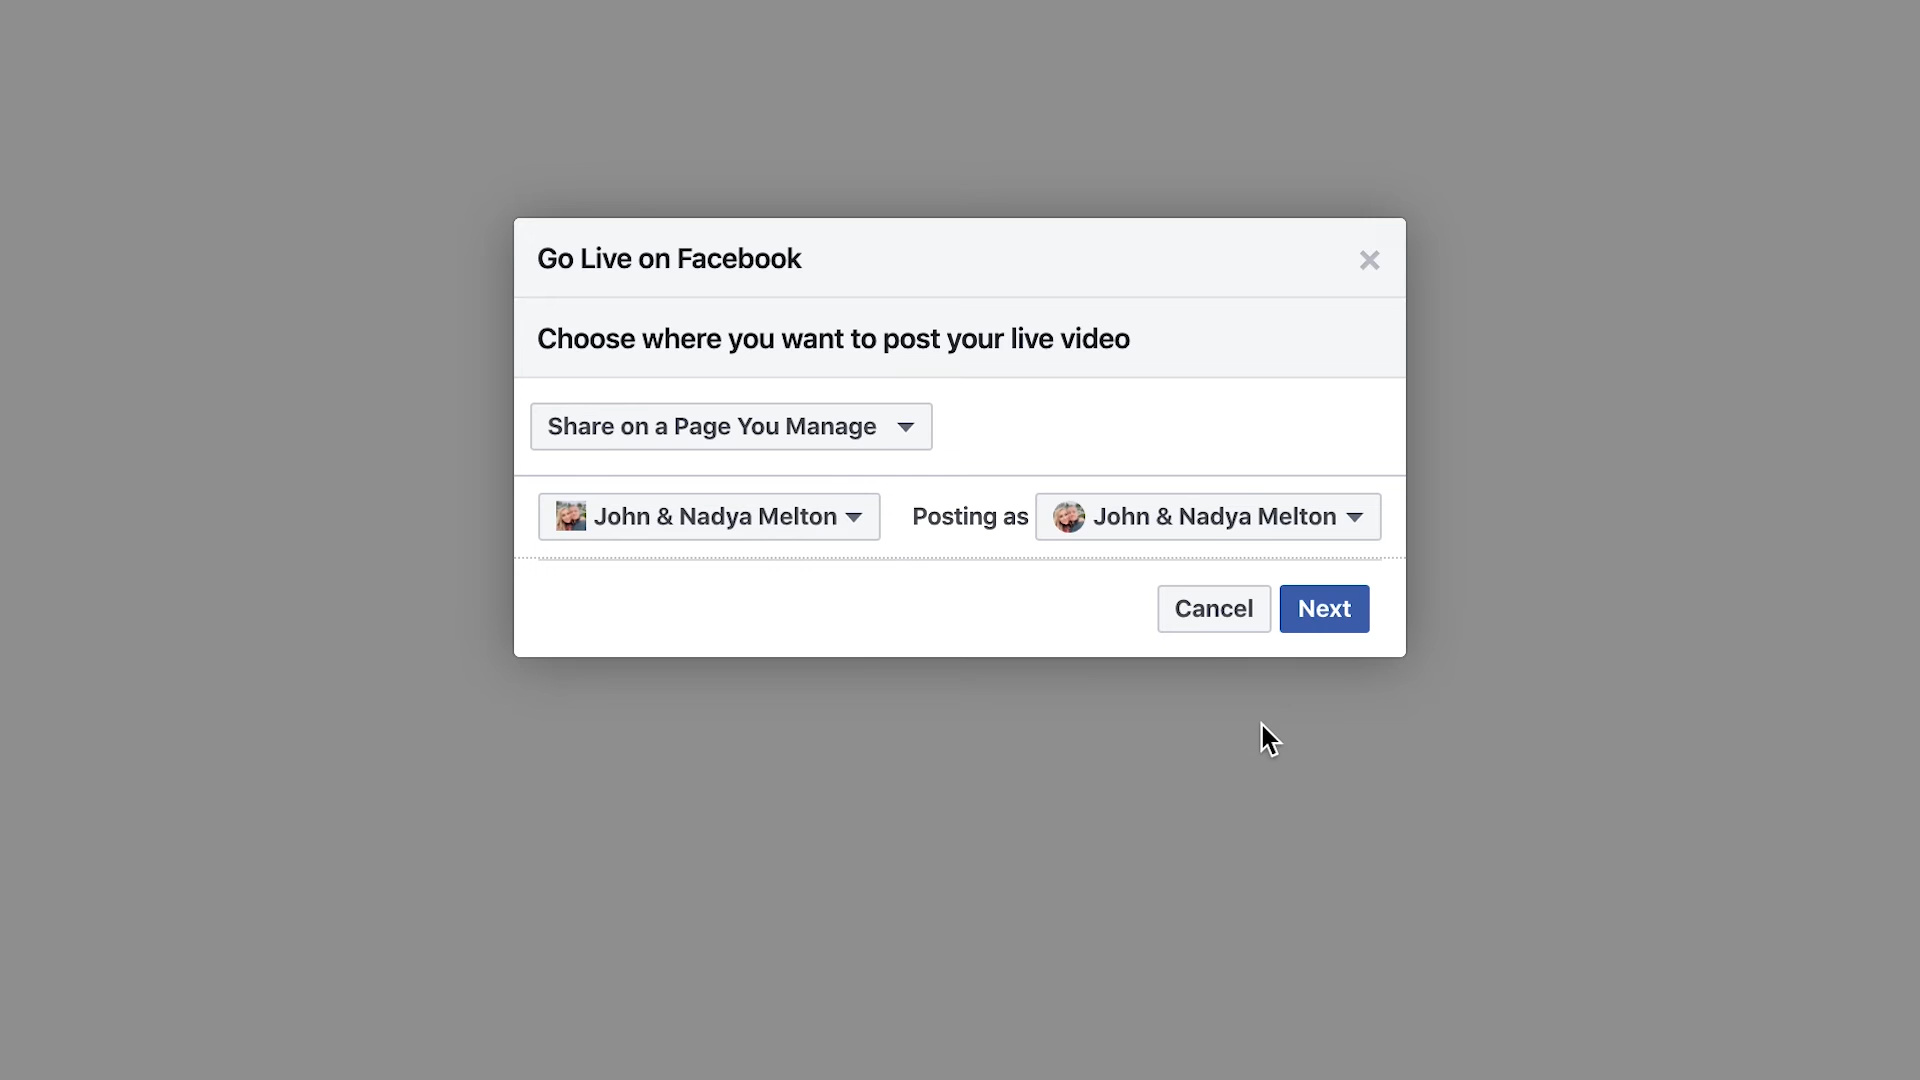 Go Live on Facebook
Choose where you want to post your live video
Share on a Page You Manage
John & Nadya Melton Posting as John & Nadya Melton
Cancel Next